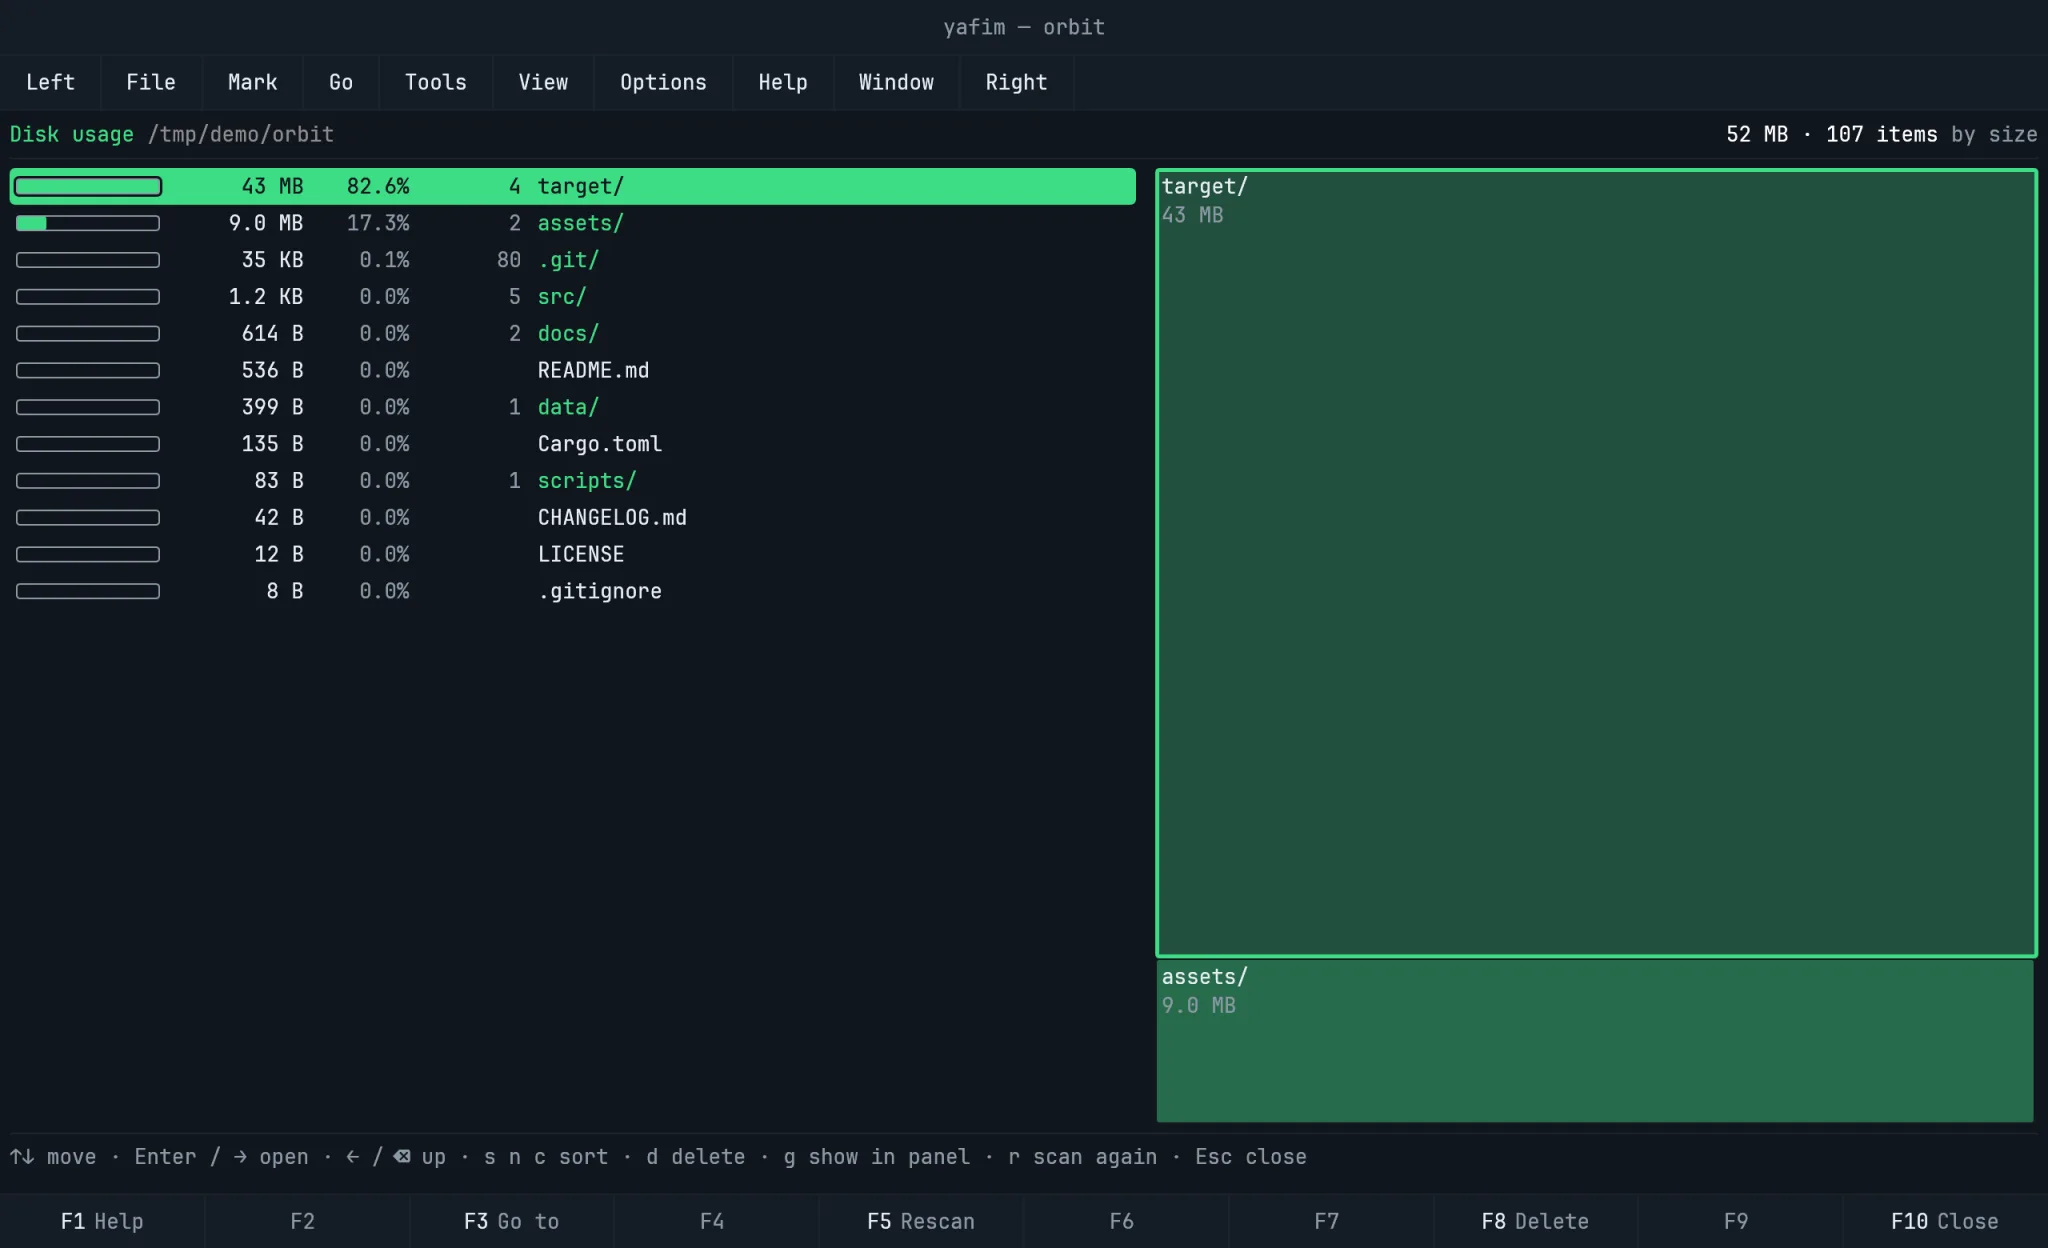 yafim — orbit
Left File Mark Go Tools View Options Help Window Right
Disk usage /tmp/demo/orbit 52 MB · 107 items by size
43 MB 82.6% 4 target/
9.0 MB 17.3% 2 assets/
35 KB 0.1% 80 .git/
1.2 KB 0.0% 5 src/
614 B 0.0% 2 docs/
536 B 0.0% README.md
399 B 0.0% 1 data/
135 B 0.0% Cargo.toml
83 B 0.0% 1 scripts/
42 B 0.0% CHANGELOG.md
12 B 0.0% LICENSE
8 B 0.0% .gitignore
target/
43 MB
assets/
9.0 MB
↑↓ move · Enter / → open · ← / ⌫ up · s n c sort · d delete · g show in panel · r scan again · Esc close
F1 Help F2 F3 Go to F4 F5 Rescan F6 F7 F8 Delete F9 F10 Close